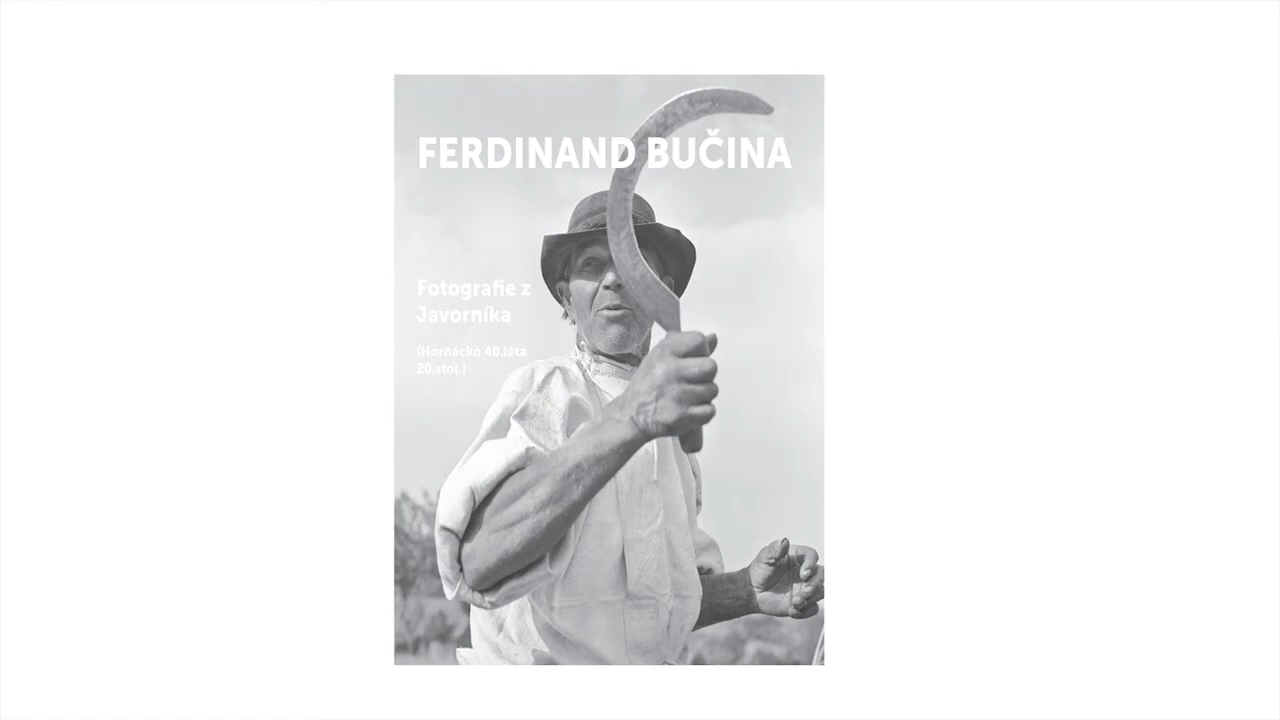 FERDINAND BUČINA
Fotografie z
Javorníka
(Horňácko 40.léta
20.stol.)